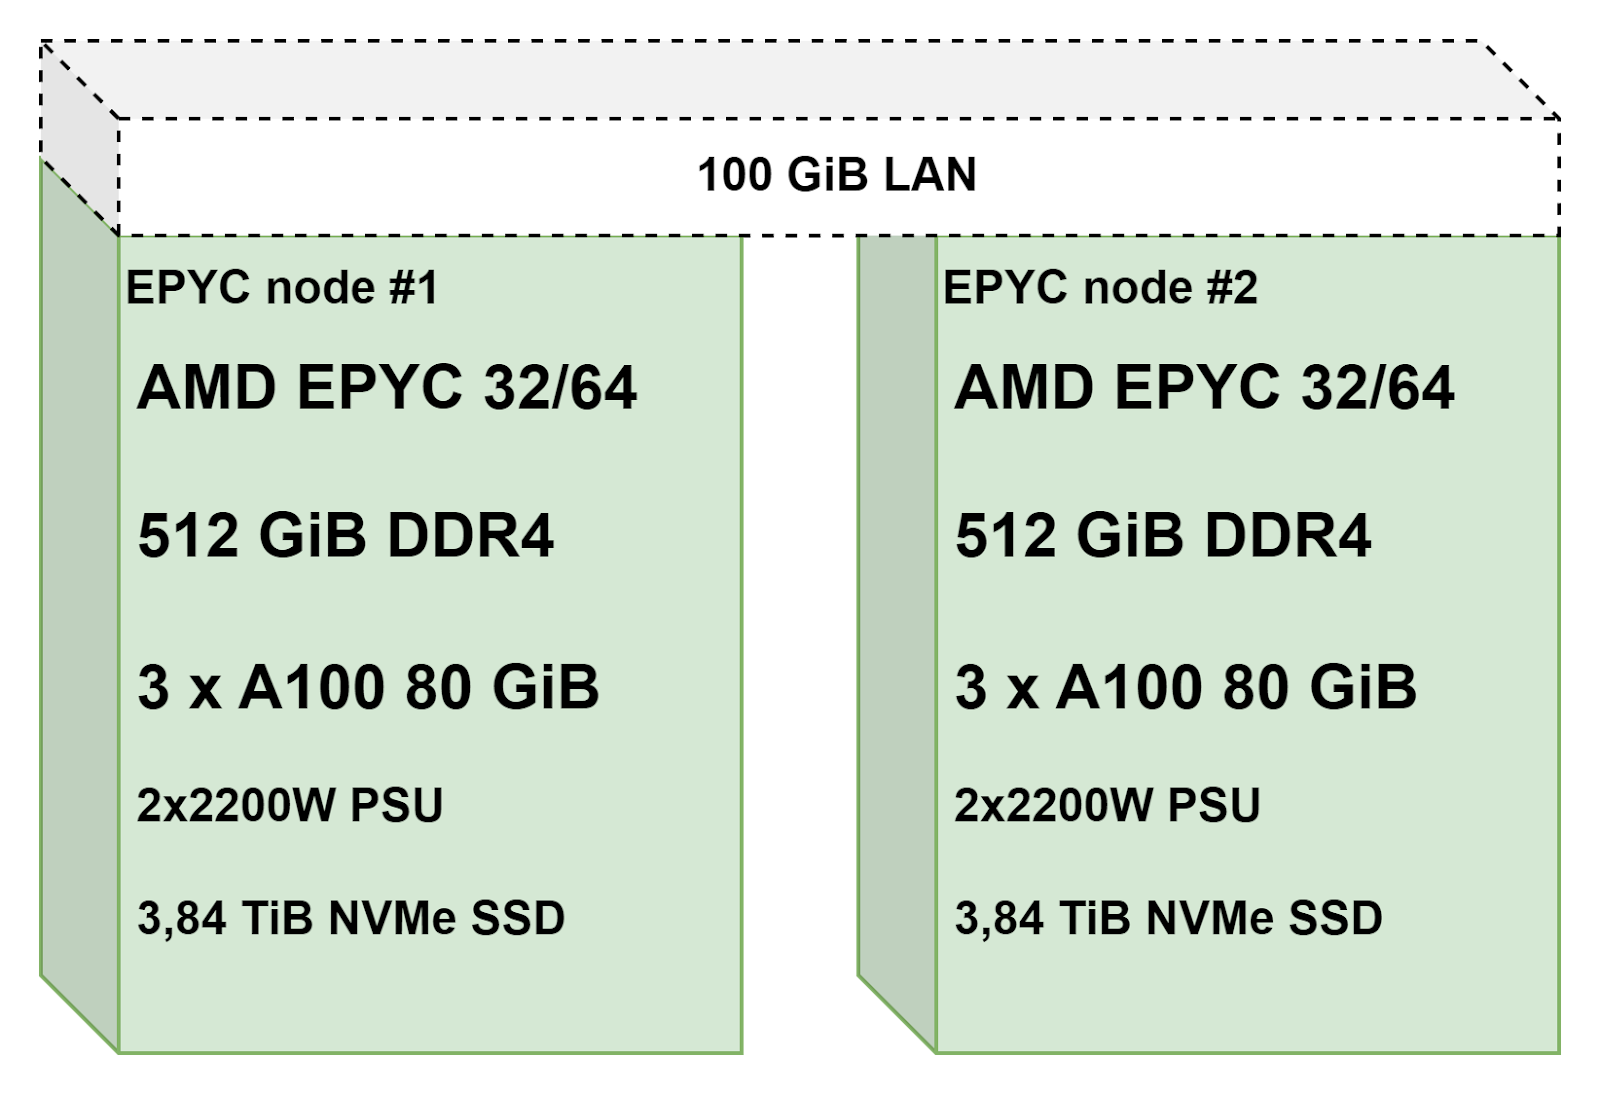 100 GiB LAN
EPYC node #1
AMD EPYC 32/64
512 GiB DDR4
3 x A100 80 GiB
2x2200W PSU
3,84 TiB NVMe SSD
EPYC node #2
AMD EPYC 32/64
512 GiB DDR4
3 x A100 80 GiB
2x2200W PSU
3,84 TiB NVMe SSD